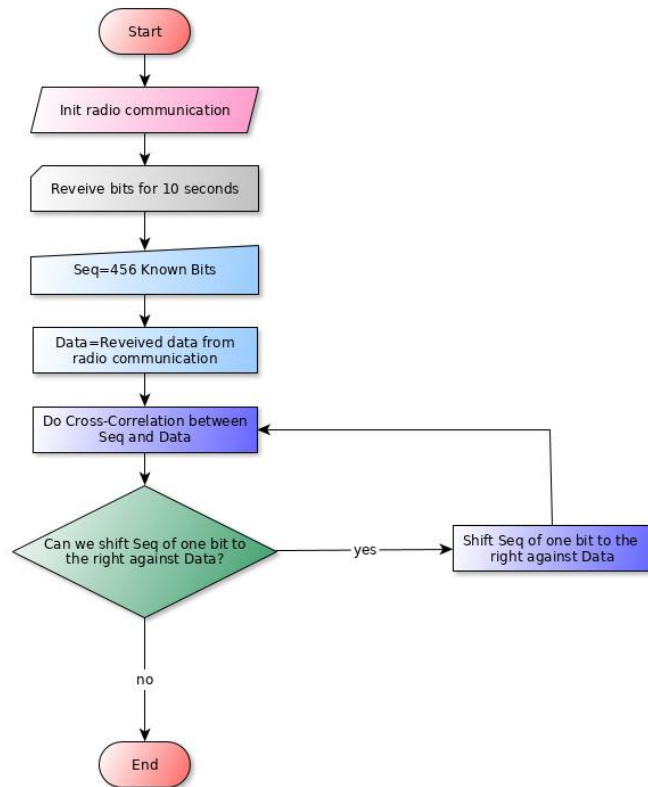 Start
Init radio communication
Reveive bits for 10 seconds
Seq=456 Known Bits
Data=Reveived data from
radio communication
Do Cross-Correlation between
Seq and Data
Can we shift Seq of one bit to
the right against Data?
yes
Shift Seq of one bit to the
right against Data
no
End